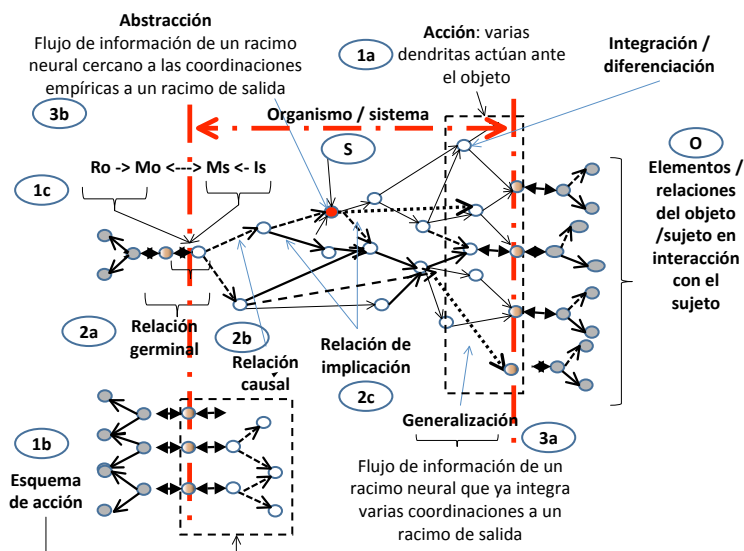 Abstracción
Flujo de información de un racimo
neural cercano a las coordinaciones
empíricas a un racimo de salida
1a
Acción: varias
dendritas actúan ante
el objeto
Integración /
diferenciación
3b
Organismo / sistema
S
O
Ro -> Mo <---> Ms <- Is
1c
Elementos /
relaciones
del objeto
/sujeto en
interacción
con el
sujeto
2a
Relación
germinal
2b
Relación
causal
Relación de
implicación
2c
Generalización
3a
Flujo de información de un
racimo neural que ya integra
varias coordinaciones a un
racimo de salida
1b
Esquema
de acción